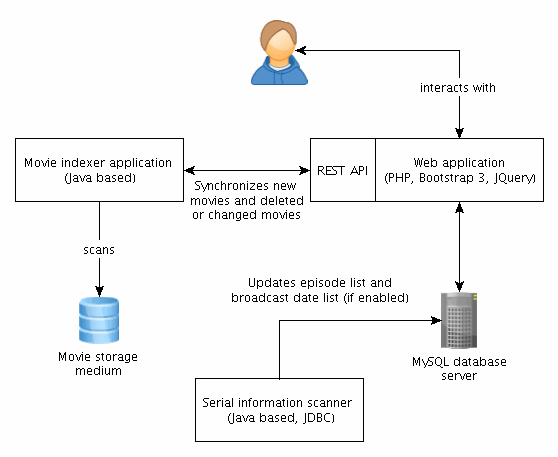 interacts with
Movie indexer application
(Java based)
REST API
Web application
(PHP, Bootstrap 3, JQuery)
Synchronizes new
movies and deleted
or changed movies
scans
Updates episode list and
broadcast date list (if enabled)
Movie storage
medium
MySQL database
server
Serial information scanner
(Java based, JDBC)